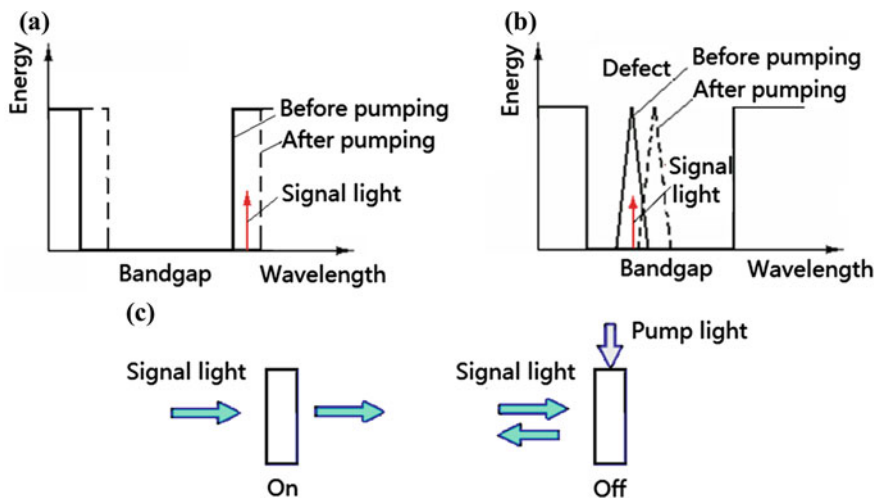 (a)
Energy
Before pumping
After pumping
Signal light
Bandgap
Wavelength
(b)
Energy
Defect
Before pumping
After pumping
Signal
light
Bandgap
Wavelength
(c)
Signal light
On
Signal light
Pump light
Off